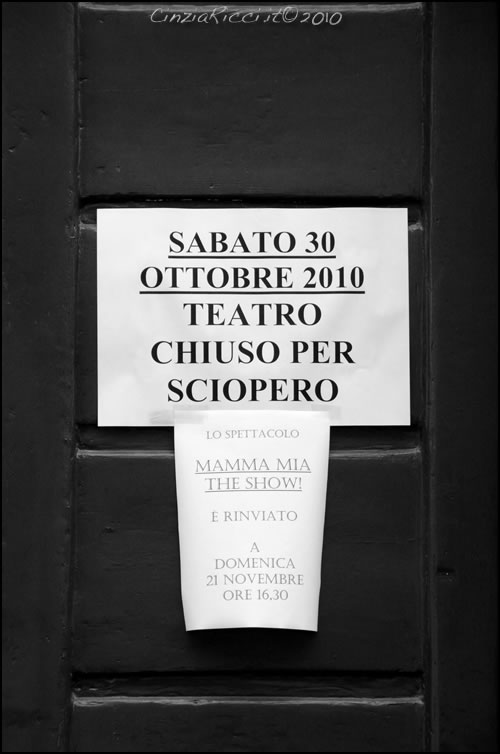 CinziaRicci.it© 2010
SABATO 30
OTTOBRE 2010
TEATRO
CHIUSO PER
SCIOPERO
LO SPETTACOLO
MAMMA MIA
THE SHOW!
È RINVIATO
A
DOMENICA
21 NOVEMBRE
ORE 16,30